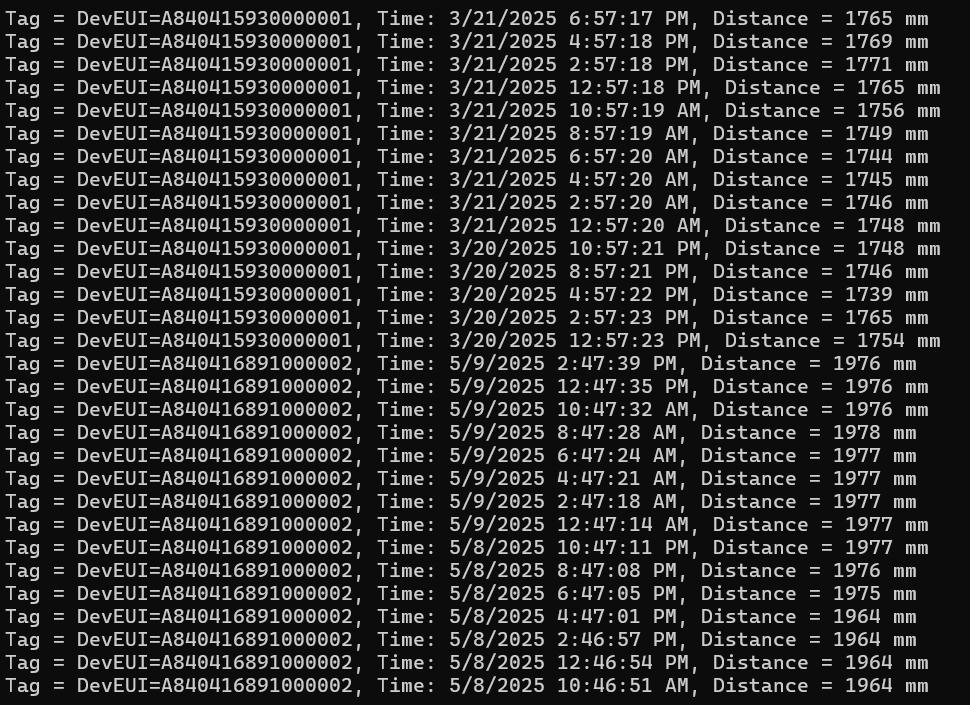 Tag = DevEUI=A840415930000001, Time: 3/21/2025 6:57:17 PM, Distance = 1765 mm
Tag = DevEUI=A840415930000001, Time: 3/21/2025 4:57:18 PM, Distance = 1769 mm
Tag = DevEUI=A840415930000001, Time: 3/21/2025 2:57:18 PM, Distance = 1771 mm
Tag = DevEUI=A840415930000001, Time: 3/21/2025 12:57:18 PM, Distance = 1765 mm
Tag = DevEUI=A840415930000001, Time: 3/21/2025 10:57:19 AM, Distance = 1756 mm
Tag = DevEUI=A840415930000001, Time: 3/21/2025 8:57:19 AM, Distance = 1749 mm
Tag = DevEUI=A840415930000001, Time: 3/21/2025 6:57:20 AM, Distance = 1744 mm
Tag = DevEUI=A840415930000001, Time: 3/21/2025 4:57:20 AM, Distance = 1745 mm
Tag = DevEUI=A840415930000001, Time: 3/21/2025 2:57:20 AM, Distance = 1746 mm
Tag = DevEUI=A840415930000001, Time: 3/21/2025 12:57:20 AM, Distance = 1748 mm
Tag = DevEUI=A840415930000001, Time: 3/20/2025 10:57:21 PM, Distance = 1748 mm
Tag = DevEUI=A840415930000001, Time: 3/20/2025 8:57:21 PM, Distance = 1746 mm
Tag = DevEUI=A840415930000001, Time: 3/20/2025 4:57:22 PM, Distance = 1739 mm
Tag = DevEUI=A840415930000001, Time: 3/20/2025 2:57:23 PM, Distance = 1765 mm
Tag = DevEUI=A840415930000001, Time: 3/20/2025 12:57:23 PM, Distance = 1754 mm
Tag = DevEUI=A840416891000002, Time: 5/9/2025 2:47:39 PM, Distance = 1976 mm
Tag = DevEUI=A840416891000002, Time: 5/9/2025 12:47:35 PM, Distance = 1976 mm
Tag = DevEUI=A840416891000002, Time: 5/9/2025 10:47:32 AM, Distance = 1976 mm
Tag = DevEUI=A840416891000002, Time: 5/9/2025 8:47:28 AM, Distance = 1978 mm
Tag = DevEUI=A840416891000002, Time: 5/9/2025 6:47:24 AM, Distance = 1977 mm
Tag = DevEUI=A840416891000002, Time: 5/9/2025 4:47:21 AM, Distance = 1977 mm
Tag = DevEUI=A840416891000002, Time: 5/9/2025 2:47:18 AM, Distance = 1977 mm
Tag = DevEUI=A840416891000002, Time: 5/9/2025 12:47:14 AM, Distance = 1977 mm
Tag = DevEUI=A840416891000002, Time: 5/8/2025 10:47:11 PM, Distance = 1977 mm
Tag = DevEUI=A840416891000002, Time: 5/8/2025 8:47:08 PM, Distance = 1976 mm
Tag = DevEUI=A840416891000002, Time: 5/8/2025 6:47:05 PM, Distance = 1975 mm
Tag = DevEUI=A840416891000002, Time: 5/8/2025 4:47:01 PM, Distance = 1964 mm
Tag = DevEUI=A840416891000002, Time: 5/8/2025 2:46:57 PM, Distance = 1964 mm
Tag = DevEUI=A840416891000002, Time: 5/8/2025 12:46:54 PM, Distance = 1964 mm
Tag = DevEUI=A840416891000002, Time: 5/8/2025 10:46:51 AM, Distance = 1964 mm